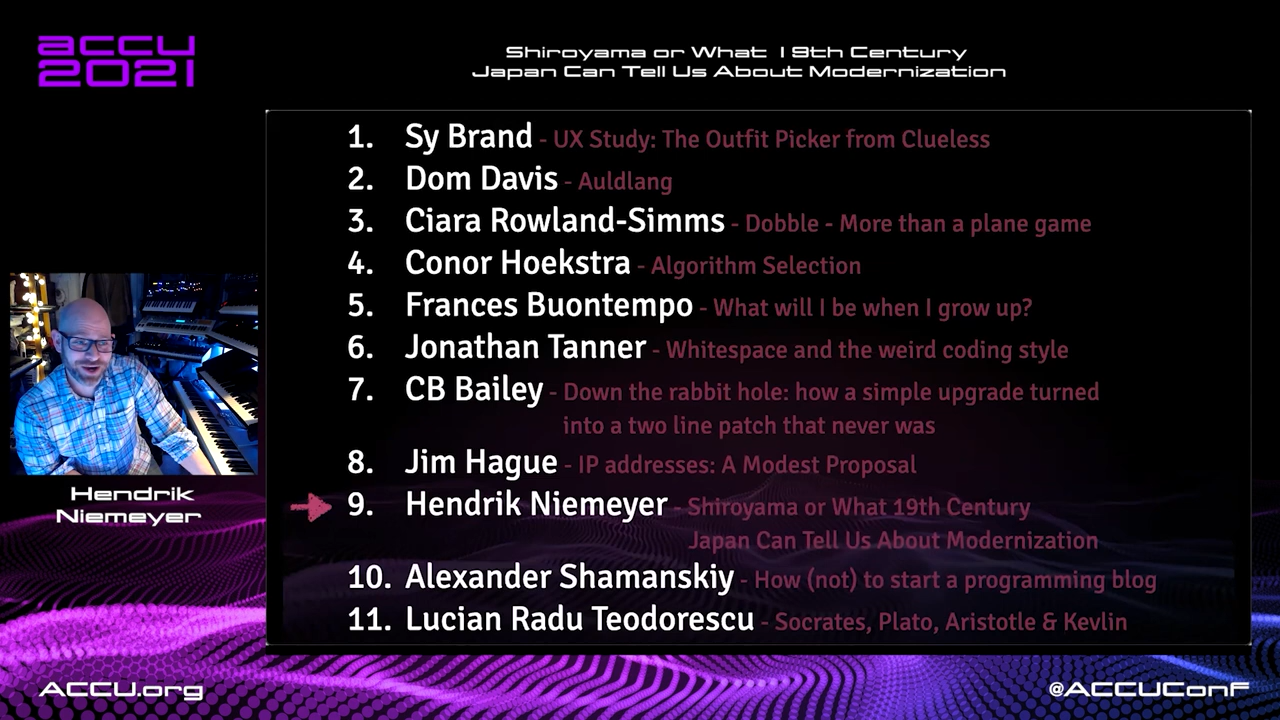 accu
2021
Shiroyama or What 19th Century
Japan Can Tell Us About Modernization
1. Sy Brand - UX Study: The Outfit Picker from Clueless
2. Dom Davis - Auldlang
3. Ciara Rowland-Simms - Dobble - More than a plane game
4. Conor Hoekstra - Algorithm Selection
5. Frances Buontempo - What will I be when I grow up?
6. Jonathan Tanner - Whitespace and the weird coding style
7. CB Bailey - Down the rabbit hole: how a simple upgrade turned
into a two line patch that never was
8. Jim Hague - IP addresses: A Modest Proposal
9. Hendrik Niemeyer - Shiroyama or What 19th Century
Japan Can Tell Us About Modernization
10. Alexander Shamanskiy - How (not) to start a programming blog
11. Lucian Radu Teodorescu - Socrates, Plato, Aristotle & Kevlin
Hendrik
Niemeyer
ACCU.org
@ACCUConf